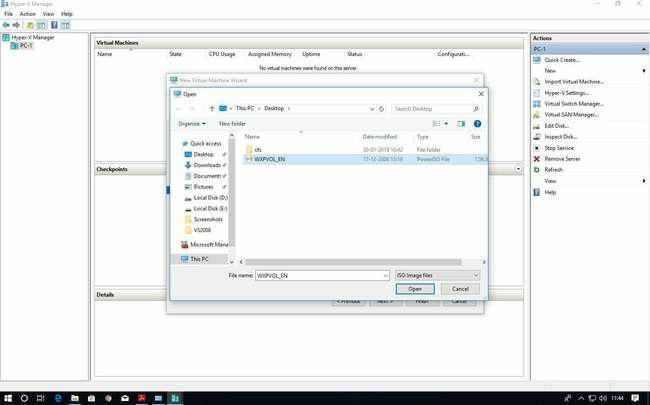 Hyper-V Manager
File Action View Help
Hyper-V Manager
PC-1
Virtual Machines
Name State CPU Usage Assigned Memory Uptime Status Configurati...
No virtual machines were found on this server.
New Virtual Machine Wizard
Open
This PC > Desktop >
Search Desktop
Organize New folder
Name Date modified Type Size
cfs 30-01-2019 10:42 File folder
WXPVOL_EN 17-12-2008 13:16 PowerISO File
Quick access
Desktop
Downloads
Documents
Pictures
Local Disk (D:)
Local Disk (E:)
Screenshots
VS2008
Microsoft Mana
This PC
File name: WXPVOL_EN
ISO Image files
Open Cancel
< Previous Next > Finish Cancel
Checkpoints
Details
Actions
PC-1
Quick Create...
New
Import Virtual Machine...
Hyper-V Settings...
Virtual Switch Manager...
Virtual SAN Manager...
Edit Disk...
Inspect Disk...
Stop Service
Remove Server
Refresh
View
Help
11:44